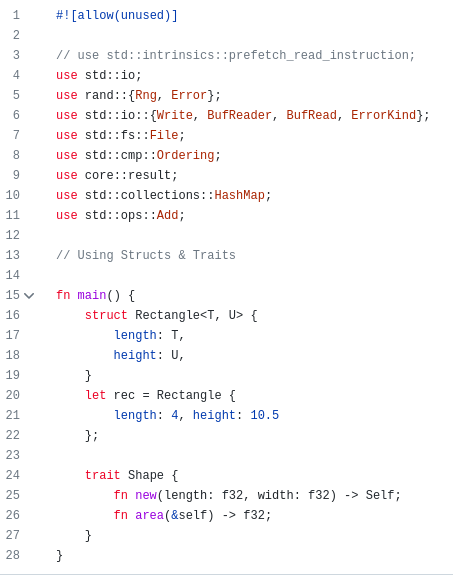 1 #![allow(unused)]
2
3 // use std::intrinsics::prefetch_read_instruction;
4 use std::io;
5 use rand::{Rng, Error};
6 use std::io::{Write, BufReader, BufRead, ErrorKind};
7 use std::fs::File;
8 use std::cmp::Ordering;
9 use core::result;
10 use std::collections::HashMap;
11 use std::ops::Add;
12
13 // Using Structs & Traits
14
15 fn main() {
16     struct Rectangle<T, U> {
17         length: T,
18         height: U,
19     }
20     let rec = Rectangle {
21         length: 4, height: 10.5
22     };
23
24     trait Shape {
25         fn new(length: f32, width: f32) -> Self;
26         fn area(&self) -> f32;
27     }
28 }